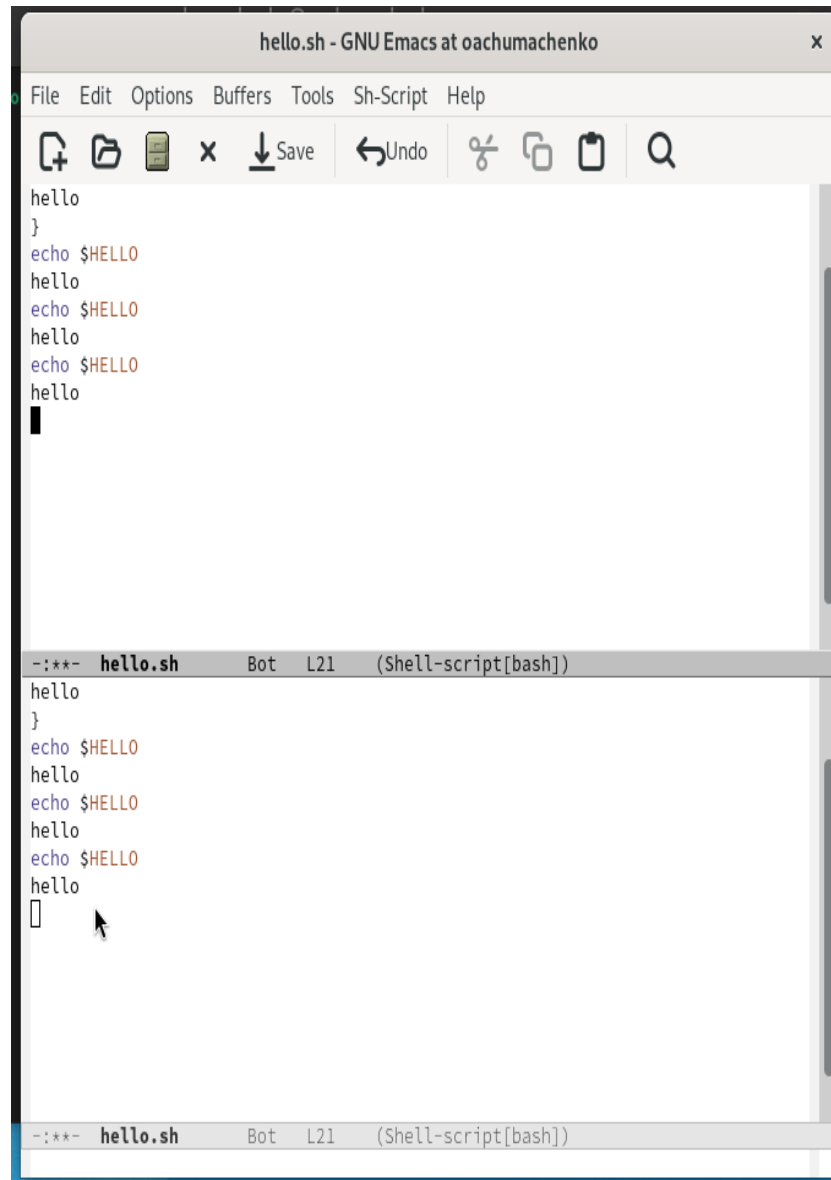 hello.sh - GNU Emacs at oachumachenko
File Edit Options Buffers Tools Sh-Script Help
Save Undo
hello
}
echo $HELLO
hello
echo $HELLO
hello
echo $HELLO
hello
-:**- hello.sh Bot L21 (Shell-script[bash])
hello
}
echo $HELLO
hello
echo $HELLO
hello
echo $HELLO
hello
-:**- hello.sh Bot L21 (Shell-script[bash])